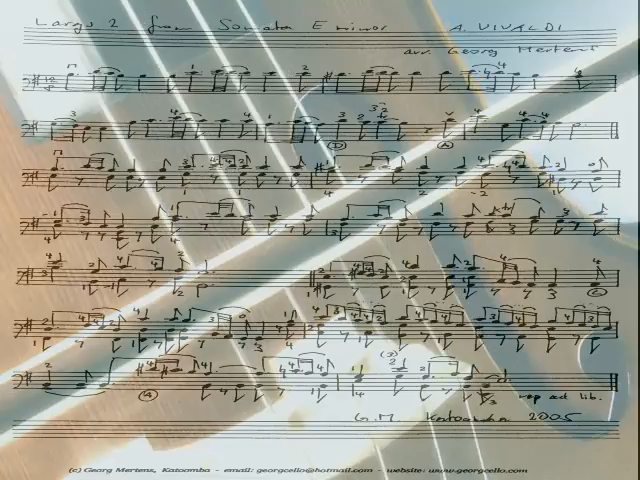 Largo 2 from Sonata E minor A. VIVALDI
arr. Georg Mertens
rep ad lib.
G.M. Katoomba 2005
(c) Georg Mertens, Katoomba - email: georgcello@hotmail.com - website: www.georgcello.com